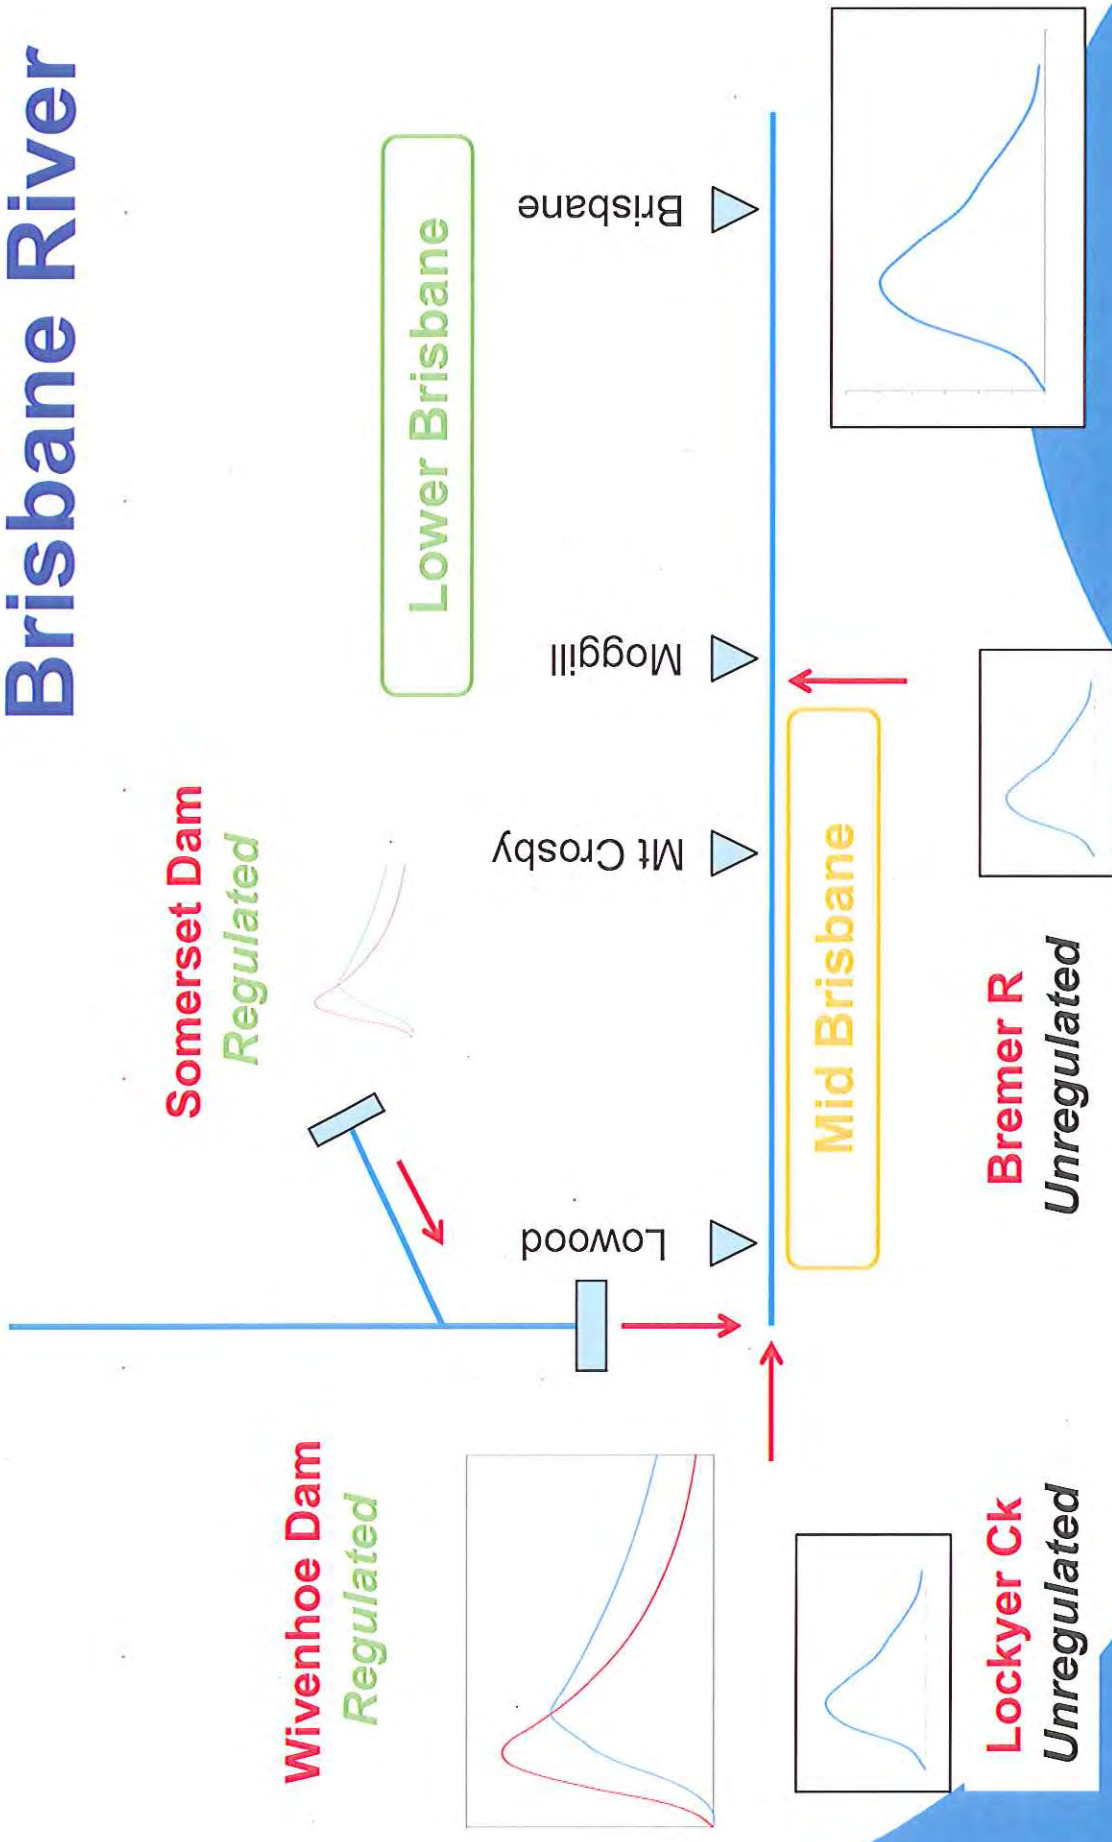 Brisbane River
Somerset Dam
Regulated
Wivenhoe Dam
Regulated
Lower Brisbane
Lowood
Mt Crosby
Moggill
Brisbane
Mid Brisbane
Lockyer Ck
Unregulated
Bremer R
Unregulated